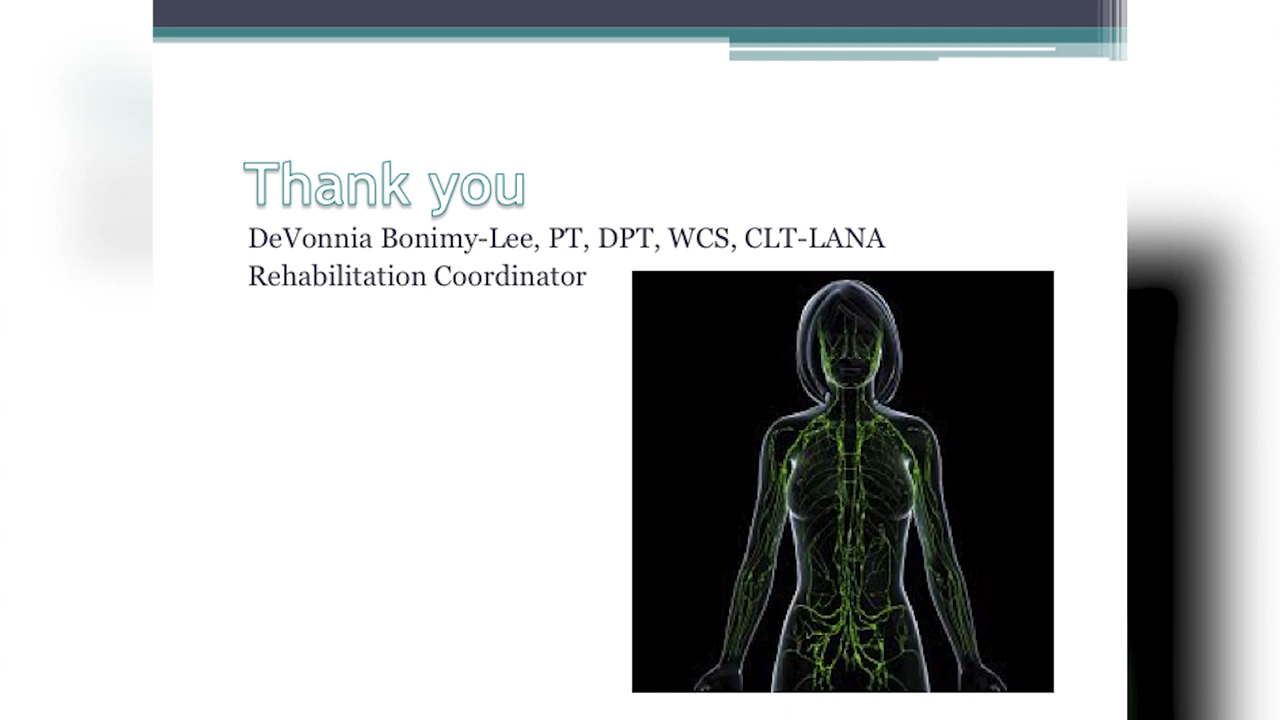 Thank you
DeVonnia Bonimy-Lee, PT, DPT, WCS, CLT-LANA
Rehabilitation Coordinator